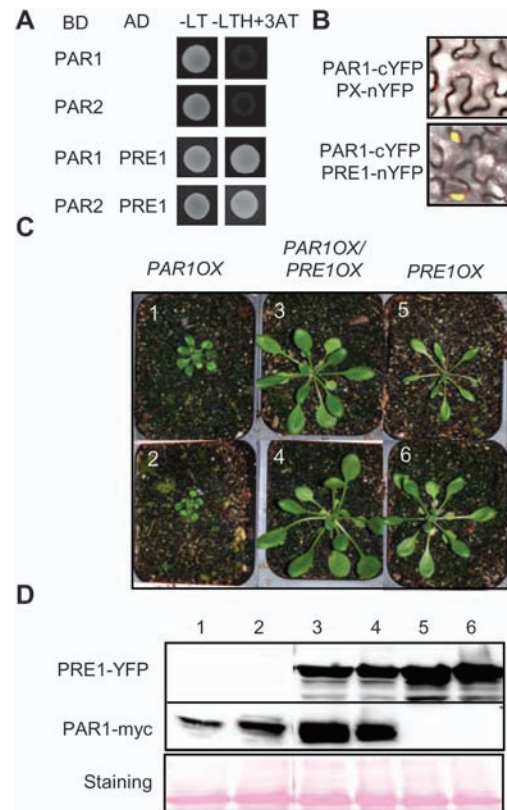 A BD AD -LT -LTH+3AT
PAR1
PAR2
PAR1 PRE1
PAR2 PRE1
B
PAR1-cYFP
PX-nYFP
PAR1-cYFP
PRE1-nYFP
C
PAR1OX PAR1OX/
PRE1OX PRE1OX
1 3 5
2 4 6
D
1 2 3 4 5 6
PRE1-YFP
PAR1-myc
Staining